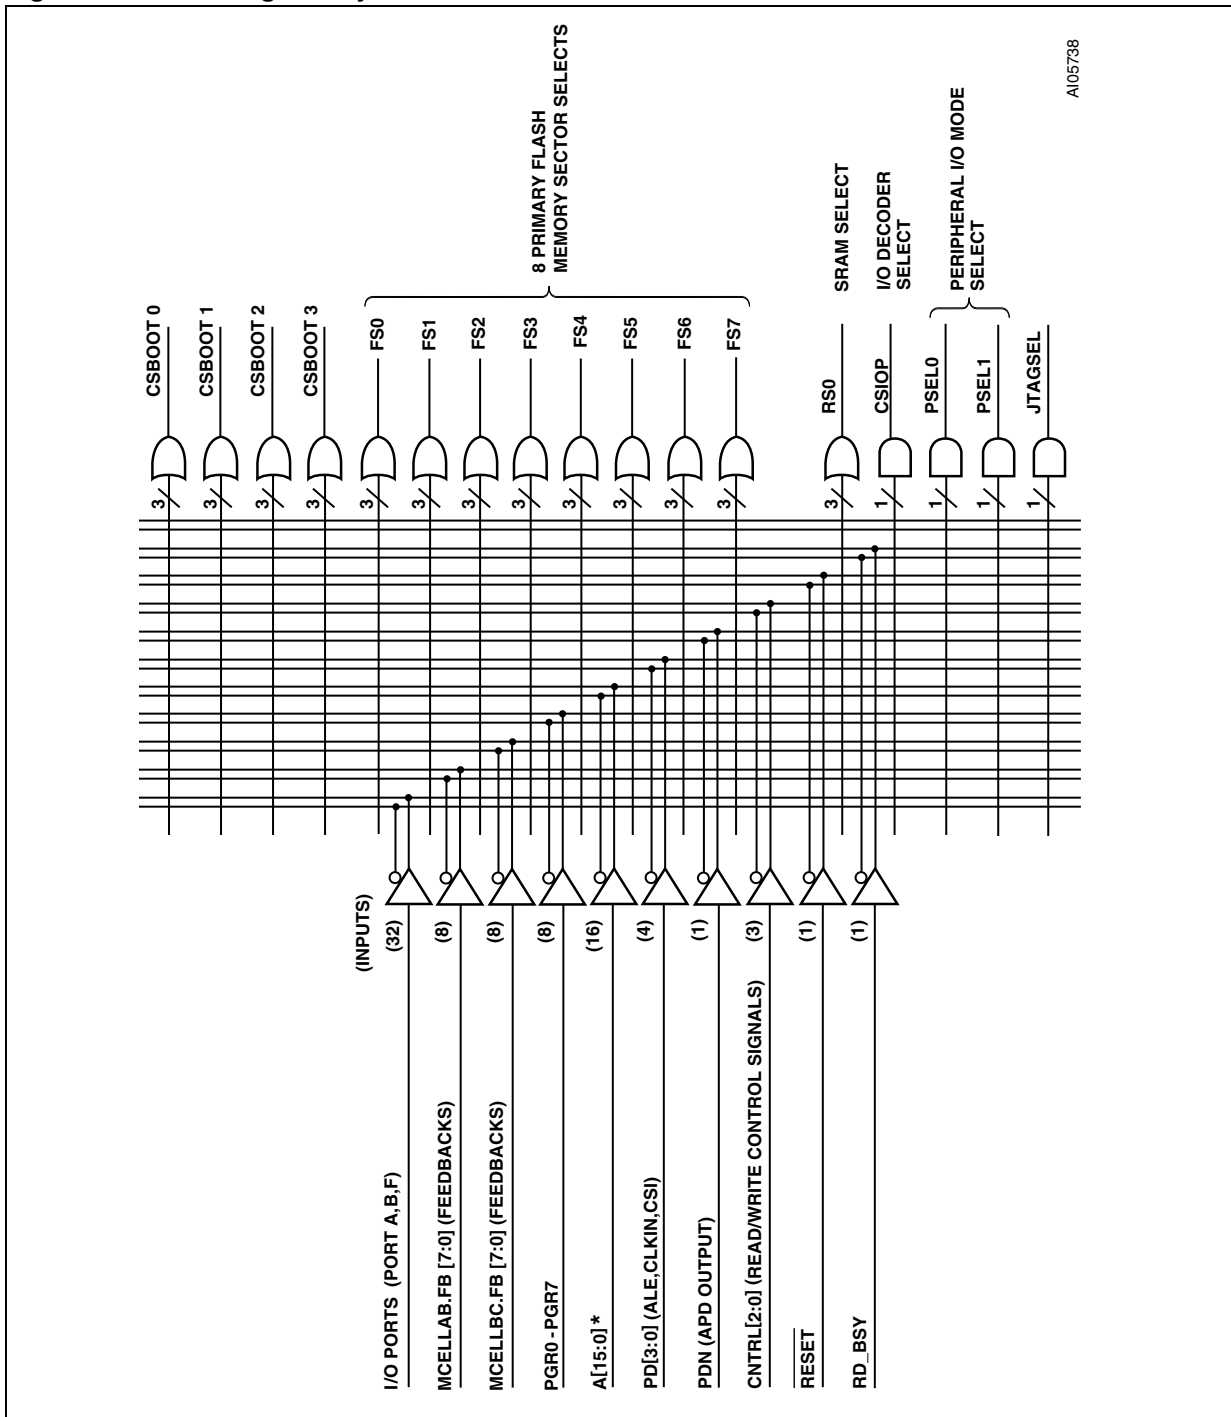 (INPUTS)
I/O PORTS (PORT A,B,F)
(32)
MCELLAB.FB [7:0] (FEEDBACKS)
(8)
MCELLBC.FB [7:0] (FEEDBACKS)
(8)
PGR0 -PGR7
(8)
A[15:0] *
(16)
PD[3:0] (ALE,CLKIN,CSI)
(4)
PDN (APD OUTPUT)
(1)
CNTRL[2:0] (READ/WRITE CONTROL SIGNALS)
(3)
RESET
(1)
RD_BSY
(1)
3
CSBOOT 0
3
CSBOOT 1
3
CSBOOT 2
3
CSBOOT 3
3
FS0
3
FS1
3
FS2
3
FS3
3
FS4
3
FS5
3
FS6
3
FS7
8 PRIMARY FLASH
MEMORY SECTOR SELECTS
3
RS0
SRAM SELECT
1
CSIOP
I/O DECODER
SELECT
1
PSEL0
1
PSEL1
PERIPHERAL I/O MODE
SELECT
1
JTAGSEL
AI05738